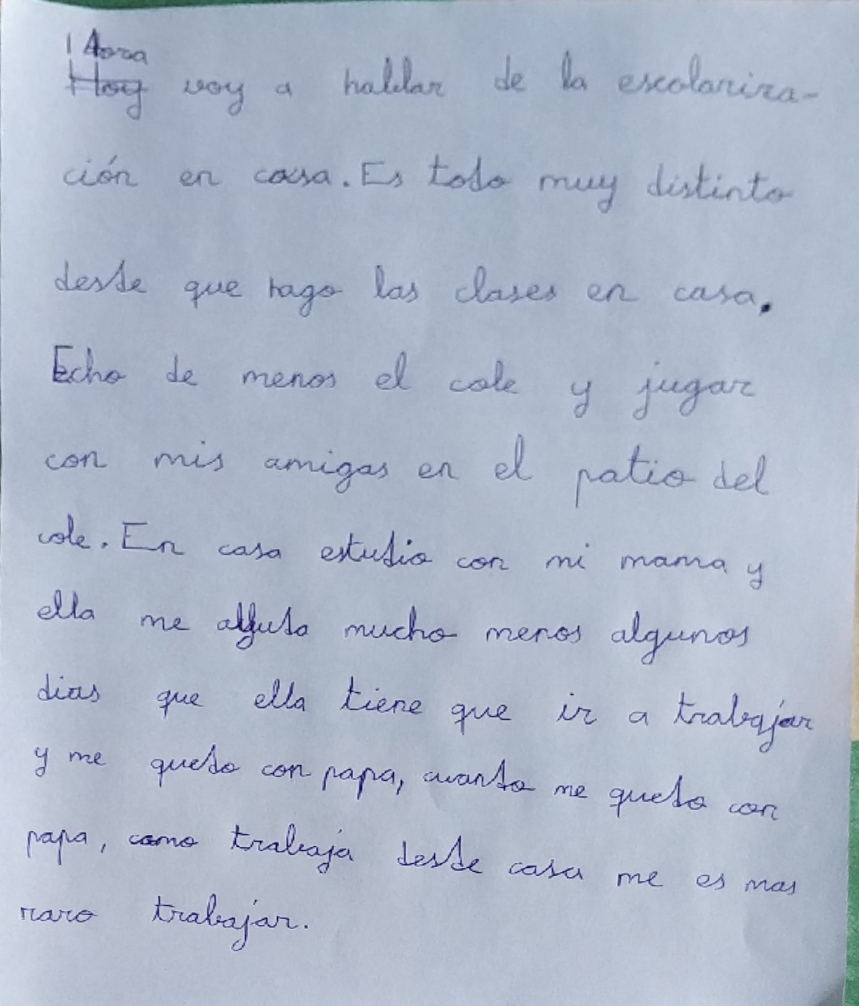 Aora
Hoy voy a hablar de la escolariza-
ción en casa. Es todo muy distinto
desde que hago las clases en casa.
Echo de menos el cole y jugar
con mis amigas en el patio del
cole. En casa estudio con mi mama y
ella me alluda mucho menos algunos
dias que ella tiene que ir a trabajar
y me quedo con papa, cuando me quedo con
papa, como trabaja desde casa me es mas
raro trabajar.